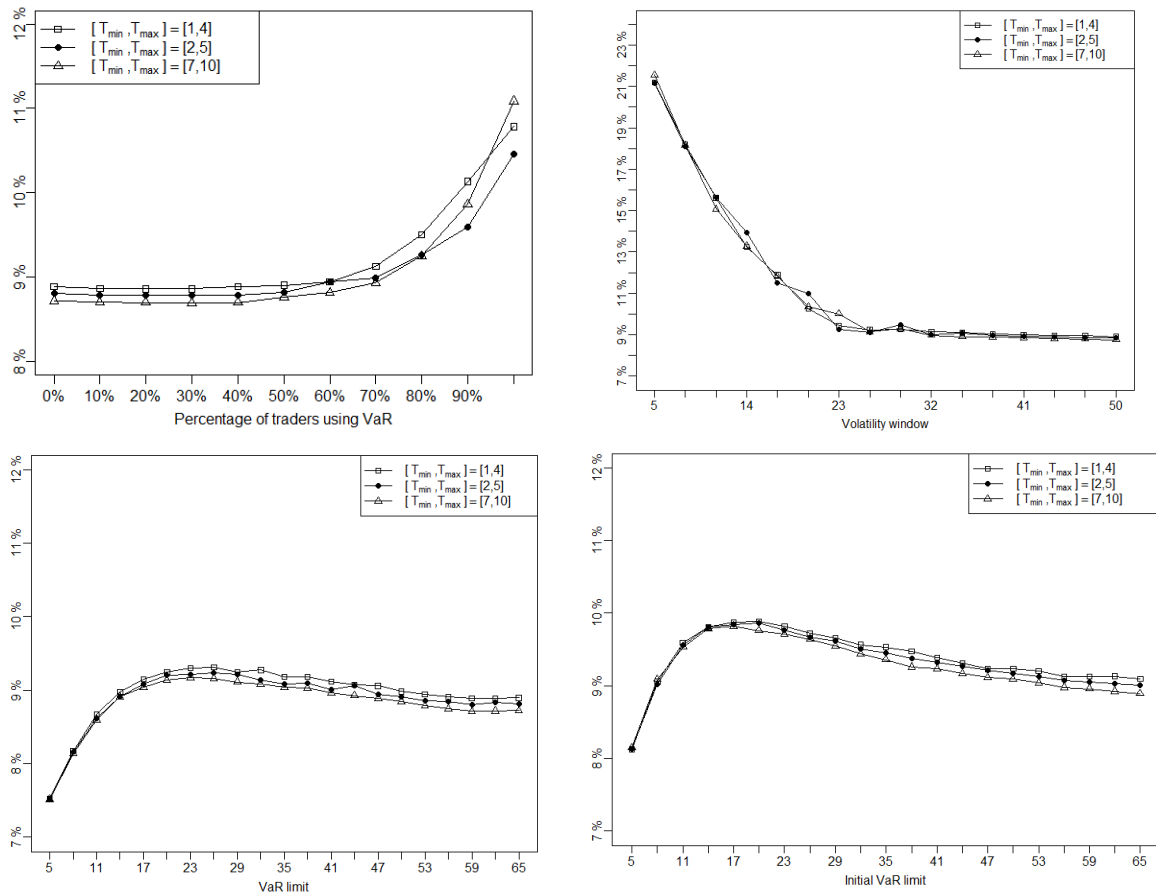 [ Tmin , Tmax ] = [1,4]
[ Tmin , Tmax ] = [2,5]
[ Tmin , Tmax ] = [7,10]
12 %
11 %
10 %
9 %
8 %
0% 10% 20% 30% 40% 50% 60% 70% 80% 90%
Percentage of traders using VaR
[ Tmin , Tmax ] = [1,4]
[ Tmin , Tmax ] = [2,5]
[ Tmin , Tmax ] = [7,10]
23 %
21 %
19 %
17 %
15 %
13 %
11 %
9 %
7 %
5 14 23 32 41 50
Volatility window
[ Tmin , Tmax ] = [1,4]
[ Tmin , Tmax ] = [2,5]
[ Tmin , Tmax ] = [7,10]
12 %
11 %
10 %
9 %
8 %
7 %
5 11 17 23 29 35 41 47 53 59 65
VaR limit
[ Tmin , Tmax ] = [1,4]
[ Tmin , Tmax ] = [2,5]
[ Tmin , Tmax ] = [7,10]
12 %
11 %
10 %
9 %
8 %
7 %
5 11 17 23 29 35 41 47 53 59 65
Initial VaR limit